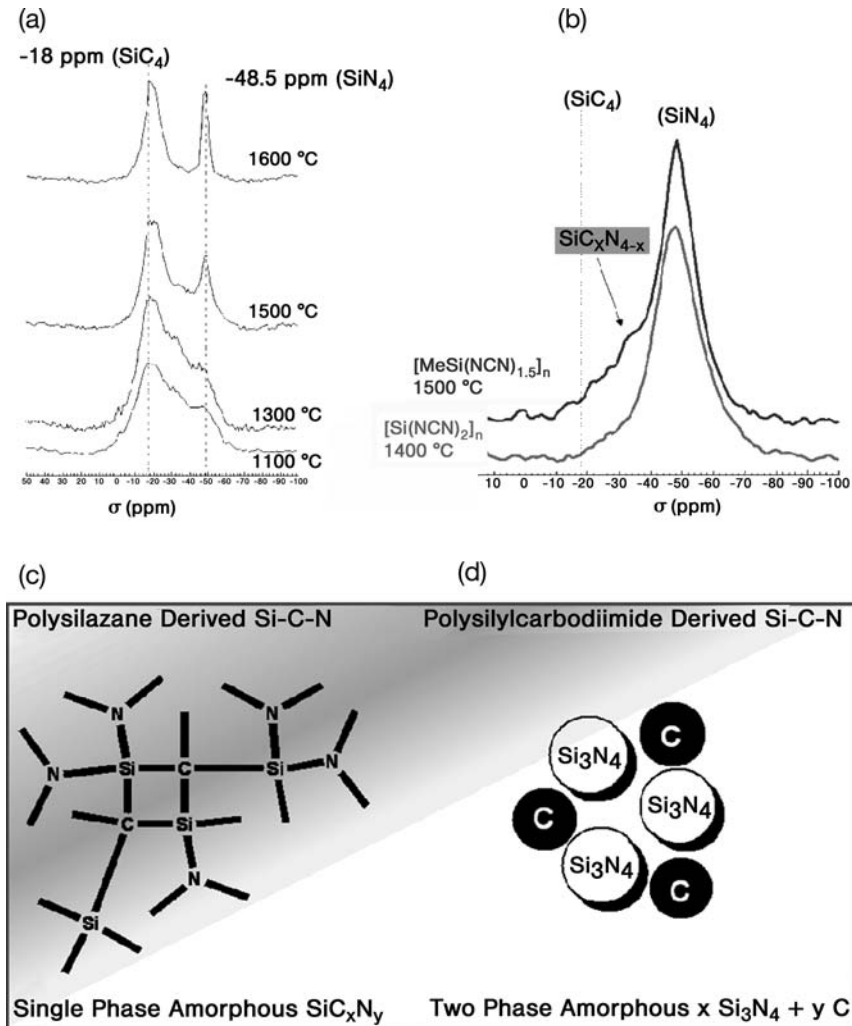 (a)
-18 ppm (SiC₄)
-48.5 ppm (SiN₄)
1600 °C
1500 °C
1300 °C
1100 °C
50 40 30 20 10 0 -10 -20 -30 -40 -50 -60 -70 -80 -90 -100
σ (ppm)
(b)
(SiC₄)
(SiN₄)
SiCₓN₄₋ₓ
[MeSi(NCN)₁.₅]ₙ
1500 °C
[Si(NCN)₂]ₙ
1400 °C
10 0 -10 -20 -30 -40 -50 -60 -70 -80 -90 -100
σ (ppm)
(c)
Polysilazane Derived Si-C-N
N
N
N
Si
C
Si
N
C
Si
N
Si
Single Phase Amorphous SiCₓNᵧ
(d)
Polysilylcarbodiimide Derived Si-C-N
Si₃N₄
C
Si₃N₄
C
Si₃N₄
C
Two Phase Amorphous x Si₃N₄ + y C